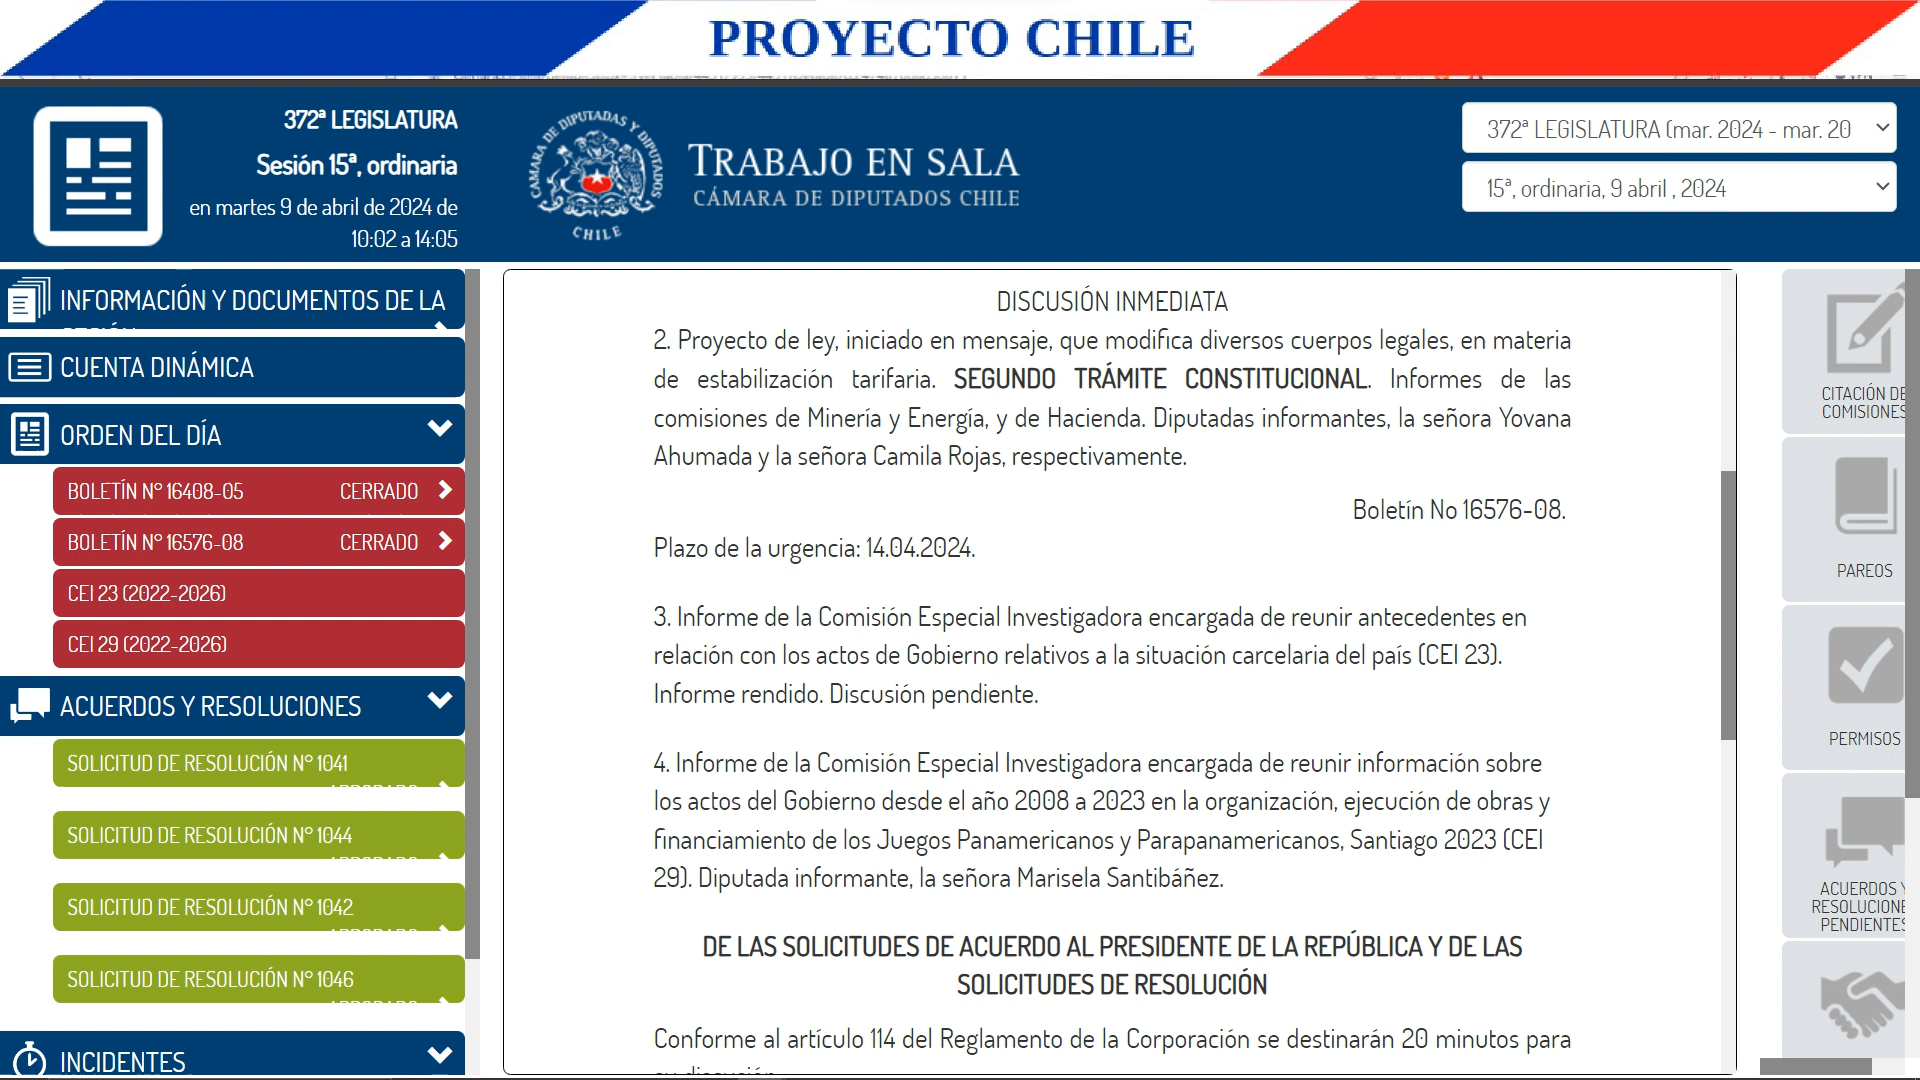 PROYECTO CHILE
372ª LEGISLATURA
Sesión 15ª, ordinaria
en martes 9 de abril de 2024 de
10:02 a 14:05
CÁMARA DE DIPUTADAS Y DIPUTADOS
CHILE
TRABAJO EN SALA
CÁMARA DE DIPUTADOS CHILE
372ª LEGISLATURA (mar. 2024 - mar. 20
15ª, ordinaria, 9 abril , 2024
INFORMACIÓN Y DOCUMENTOS DE LA
CUENTA DINÁMICA
ORDEN DEL DÍA
BOLETÍN Nº 16408-05 CERRADO
BOLETÍN Nº 16576-08 CERRADO
CEI 23 (2022-2026)
CEI 29 (2022-2026)
ACUERDOS Y RESOLUCIONES
SOLICITUD DE RESOLUCIÓN Nº 1041
SOLICITUD DE RESOLUCIÓN Nº 1044
SOLICITUD DE RESOLUCIÓN Nº 1042
SOLICITUD DE RESOLUCIÓN Nº 1046
INCIDENTES
DISCUSIÓN INMEDIATA
2. Proyecto de ley, iniciado en mensaje, que modifica diversos cuerpos legales, en materia
de estabilización tarifaria. SEGUNDO TRÁMITE CONSTITUCIONAL. Informes de las
comisiones de Minería y Energía, y de Hacienda. Diputadas informantes, la señora Yovana
Ahumada y la señora Camila Rojas, respectivamente.
Boletín No 16576-08.
Plazo de la urgencia: 14.04.2024.
3. Informe de la Comisión Especial Investigadora encargada de reunir antecedentes en
relación con los actos de Gobierno relativos a la situación carcelaria del país (CEI 23).
Informe rendido. Discusión pendiente.
4. Informe de la Comisión Especial Investigadora encargada de reunir información sobre
los actos del Gobierno desde el año 2008 a 2023 en la organización, ejecución de obras y
financiamiento de los Juegos Panamericanos y Parapanamericanos, Santiago 2023 (CEI
29). Diputada informante, la señora Marisela Santibáñez.
DE LAS SOLICITUDES DE ACUERDO AL PRESIDENTE DE LA REPÚBLICA Y DE LAS
SOLICITUDES DE RESOLUCIÓN
Conforme al artículo 114 del Reglamento de la Corporación se destinarán 20 minutos para
CITACIÓN DE
COMISIONES
PAREOS
PERMISOS
ACUERDOS Y
RESOLUCIONE
PENDIENTES